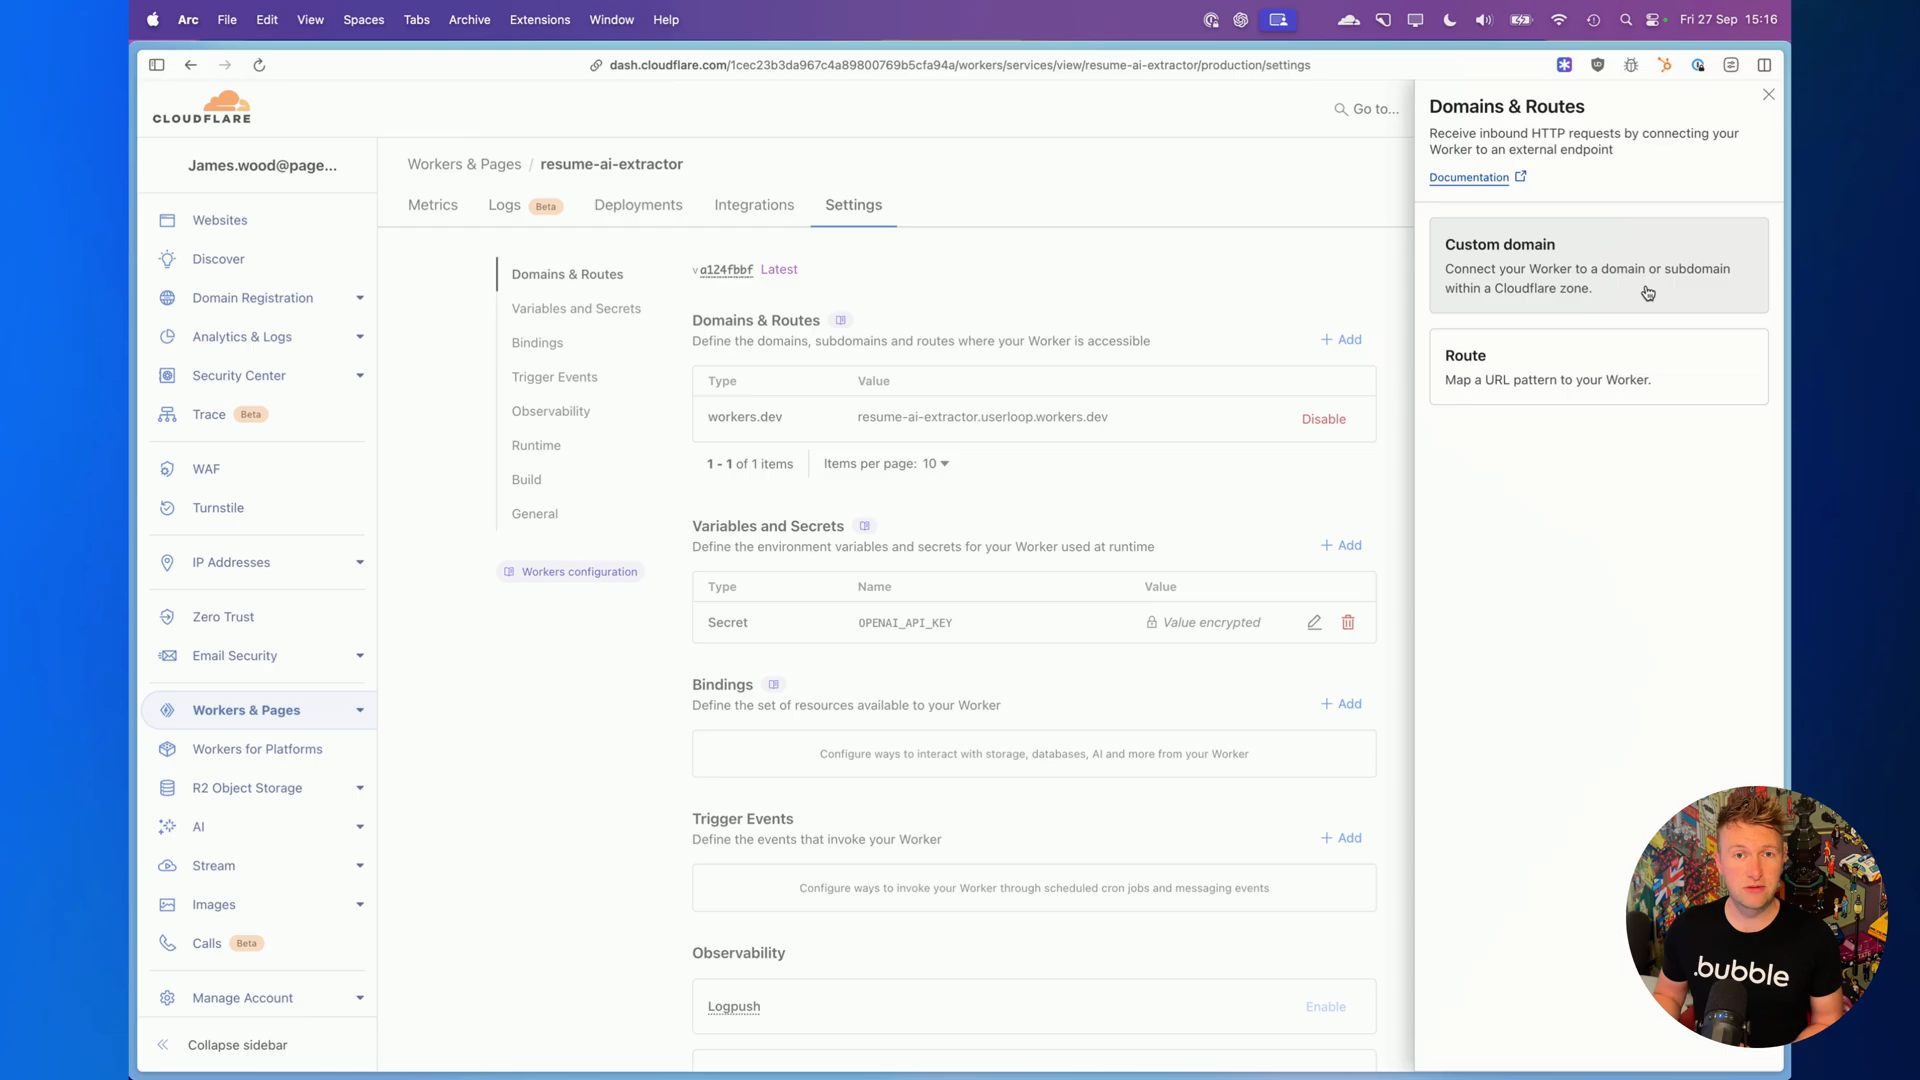 Arc File Edit View Spaces Tabs Archive Extensions Window Help
Fri 27 Sep 15:16
dash.cloudflare.com/1cec23b3da967c4a89800769b5cfa94a/workers/services/view/resume-ai-extractor/production/settings
CLOUDFLARE
Go to...
James.wood@page...
Websites
Discover
Domain Registration
Analytics & Logs
Security Center
Trace Beta
WAF
Turnstile
IP Addresses
Zero Trust
Email Security
Workers & Pages
Workers for Platforms
R2 Object Storage
AI
Stream
Images
Calls Beta
Manage Account
Collapse sidebar
Workers & Pages / resume-ai-extractor
Metrics Logs Beta Deployments Integrations Settings
Domains & Routes
Variables and Secrets
Bindings
Trigger Events
Observability
Runtime
Build
General
Workers configuration
v a124fbbf Latest
Domains & Routes
Define the domains, subdomains and routes where your Worker is accessible
+ Add
Type Value
workers.dev resume-ai-extractor.userloop.workers.dev Disable
1 - 1 of 1 items Items per page: 10
Variables and Secrets
Define the environment variables and secrets for your Worker used at runtime
+ Add
Type Name Value
Secret OPENAI_API_KEY Value encrypted
Bindings
Define the set of resources available to your Worker
+ Add
Configure ways to interact with storage, databases, AI and more from your Worker
Trigger Events
Define the events that invoke your Worker
+ Add
Configure ways to invoke your Worker through scheduled cron jobs and messaging events
Observability
Logpush Enable
Domains & Routes
Receive inbound HTTP requests by connecting your
Worker to an external endpoint
Documentation
Custom domain
Connect your Worker to a domain or subdomain
within a Cloudflare zone.
Route
Map a URL pattern to your Worker.
.bubble